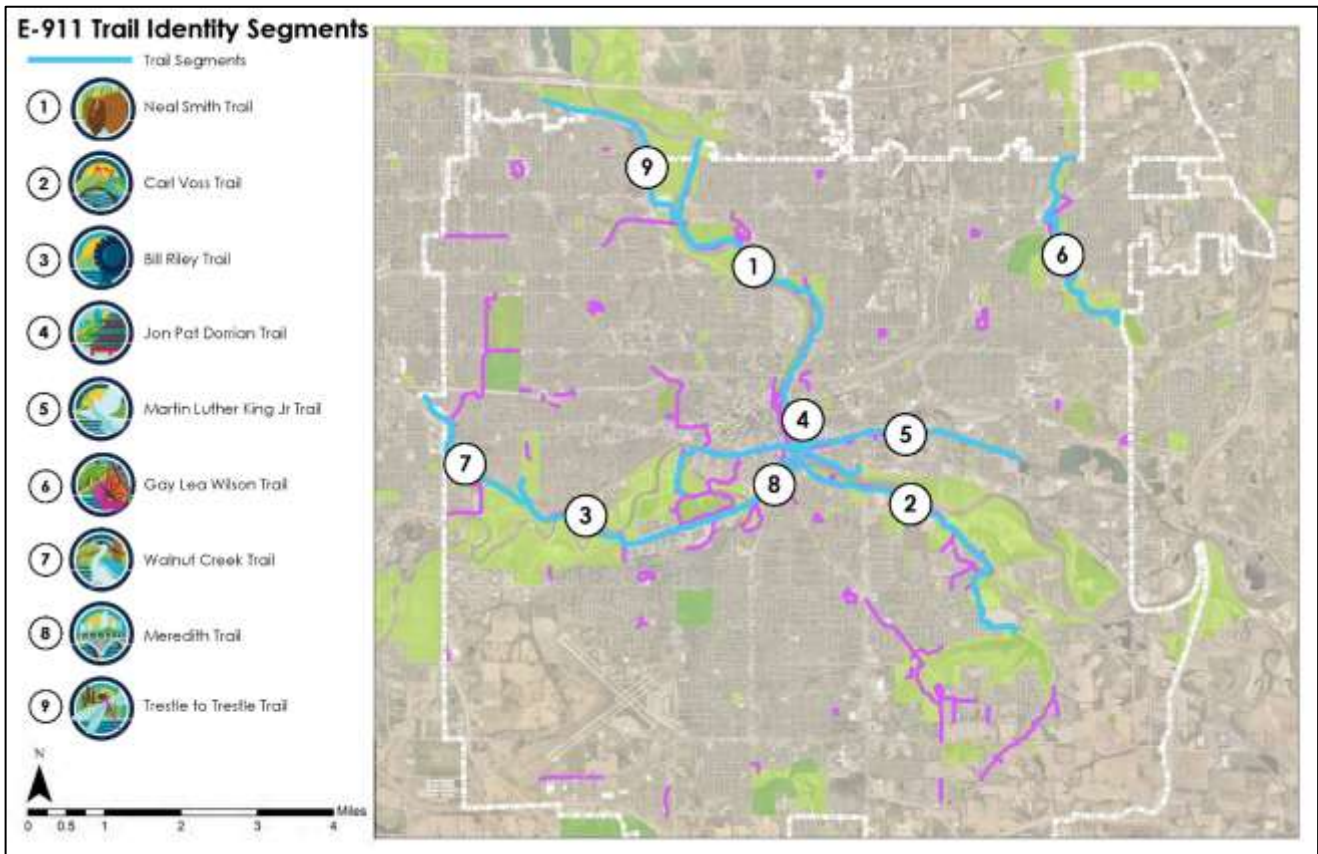 E-911 Trail Identity Segments
Trail Segments
1 Neal Smith Trail
2 Carl Voss Trail
3 Bill Riley Trail
4 Jon Pat Dorrian Trail
5 Martin Luther King Jr Trail
6 Gay Lea Wilson Trail
7 Walnut Creek Trail
8 Meredith Trail
9 Trestle to Trestle Trail
N
Miles
0 0.5 1 2 3 4
9
1
6
4
5
7
8
2
3